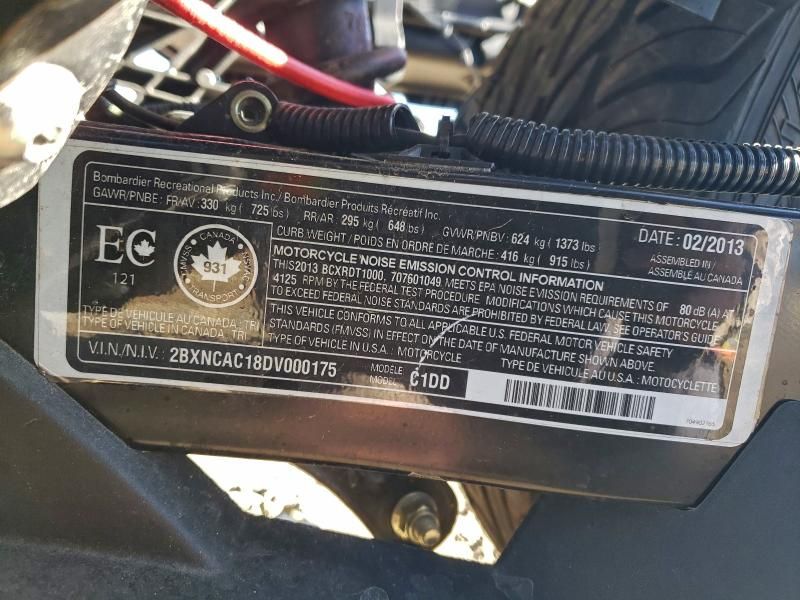 Bombardier Recreational Products Inc./ Bombardier Produits Récréatif Inc.
GAWR/PNBE: FR/AV: 330 kg ( 725 lbs) RR/AR: 295 kg ( 648 lbs) GVWR/PNBV: 624 kg ( 1373 lbs
CURB WEIGHT / POIDS EN ORDRE DE MARCHE: 416 kg ( 915 lbs)
DATE: 02/2013
ASSEMBLED IN /
ASSEMBLÉ AU CANADA
EC
121
CANADA
931
TRANSPORT
MOTORCYCLE NOISE EMISSION CONTROL INFORMATION
THIS 2013 BCXRDT1000, 707601049, MEETS EPA NOISE EMISSION REQUIREMENTS OF 80 dB (A) AT
4125 RPM BY THE FEDERAL TEST PROCEDURE. MODIFICATIONS WHICH CAUSE THIS MOTORCYCLE
TO EXCEED FEDERAL NOISE STANDARDS ARE PROHIBITED BY FEDERAL LAW. SEE OPERATOR'S GUIDE
THIS VEHICLE CONFORMS TO ALL APPLICABLE U.S. FEDERAL MOTOR VEHICLE SAFETY
STANDARDS (FMVSS) IN EFFECT ON THE DATE OF MANUFACTURE SHOWN ABOVE.
TYPE OF VEHICLE IN U.S.A.: MOTORCYCLE TYPE DE VÉHICULE AU U.S.A.: MOTOCYCLETTE
TYPE DE VÉHICULE AU CANADA: TRI
TYPE OF VEHICLE IN CANADA: TRI
V.I.N./N.I.V.: 2BXNCAC18DV000175
MODÈLE
MODEL C1DD
704902765